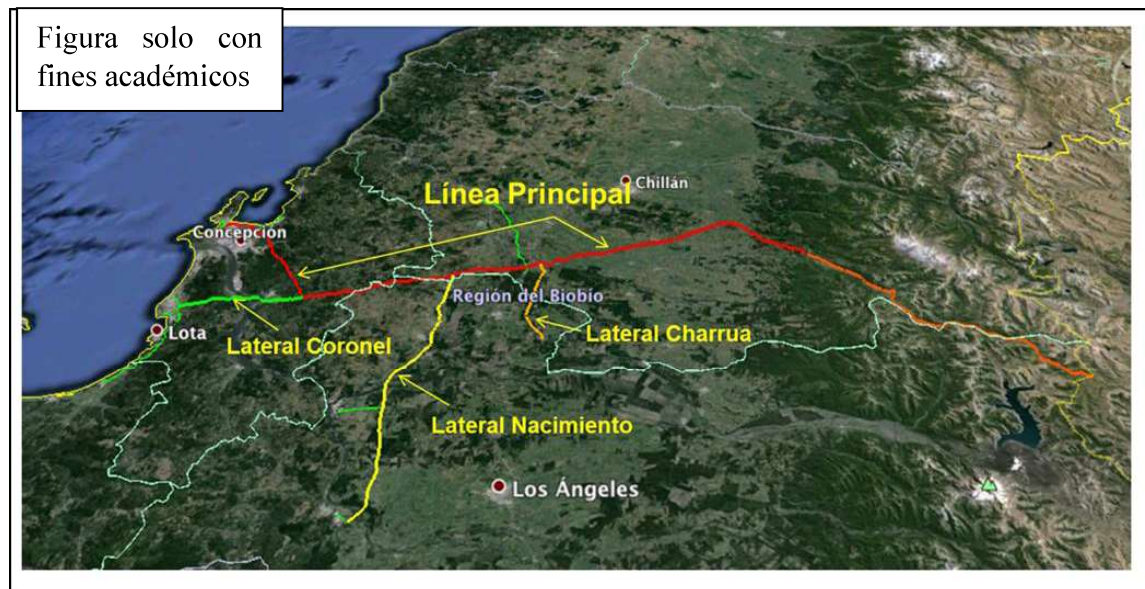 Figura solo con
fines académicos
Chillán
Línea Principal
Concepción
Región del Biobío
Lateral Charrua
Lota
Lateral Coronel
Lateral Nacimiento
Los Ángeles